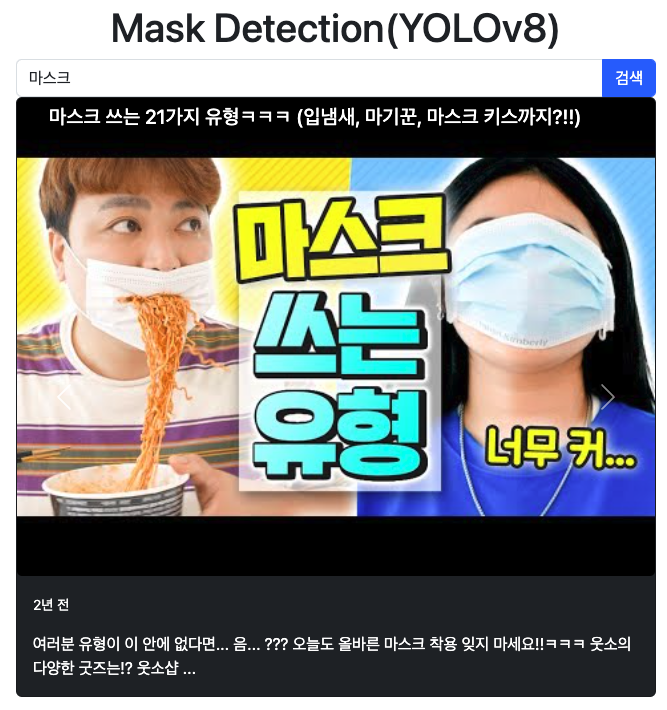 Mask Detection(YOLOv8)
마스크
검색
마스크 쓰는 21가지 유형ㅋㅋㅋ (입냄새, 마기꾼, 마스크 키스까지?!!)
마스크
쓰는
유형
너무 커...
2년 전
여러분 유형이 이 안에 없다면... 음... ??? 오늘도 올바른 마스크 착용 잊지 마세요!!ㅋㅋㅋ 웃소의
다양한 굿즈는!? 웃소샵 ...